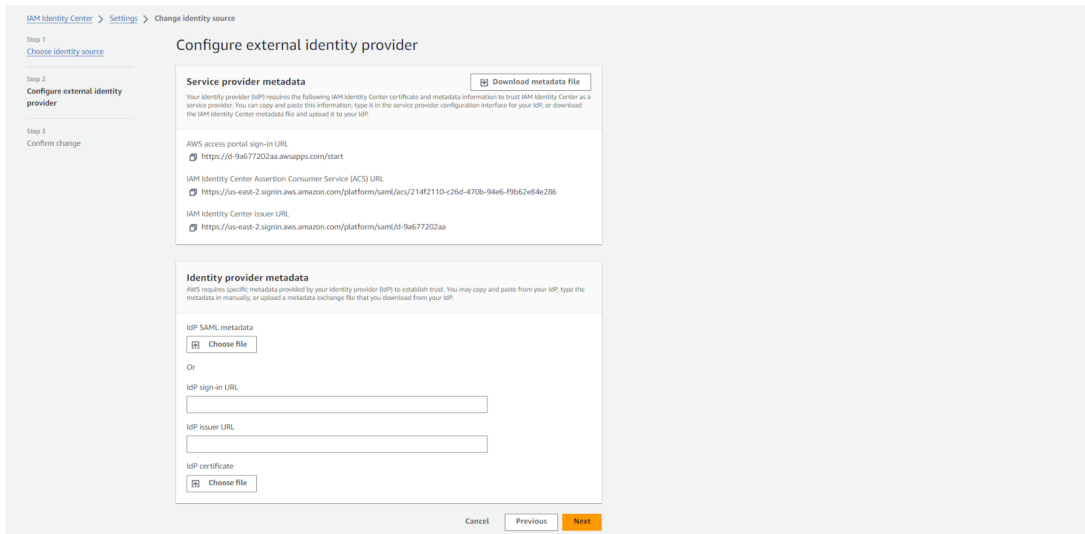 IAM Identity Center > Settings > Change identity source
Step 1
Choose identity source
Step 2
Configure external identity
provider
Step 3
Confirm change
Configure external identity provider
Service provider metadata
Download metadata file
Your identity provider (IdP) requires the following IAM Identity Center certificate and metadata information to trust IAM Identity Center as a
service provider. You can copy and paste this information, type it in the service provider configuration interface for your IdP, or download
the IAM Identity Center metadata file and upload it to your IdP.
AWS access portal sign-in URL
https://d-9a677202aa.awsapps.com/start
IAM Identity Center Assertion Consumer Service (ACS) URL
https://us-east-2.signin.aws.amazon.com/platform/saml/acs/214f2110-c26d-470b-94e6-f9b62e84e286
IAM Identity Center issuer URL
https://us-east-2.signin.aws.amazon.com/platform/saml/d-9a677202aa
Identity provider metadata
AWS requires specific metadata provided by your identity provider (IdP) to establish trust. You may copy and paste from your IdP, type the
metadata in manually, or upload a metadata exchange file that you download from your IdP.
IdP SAML metadata
Choose file
Or
IdP sign-in URL
IdP issuer URL
IdP certificate
Choose file
Cancel
Previous
Next